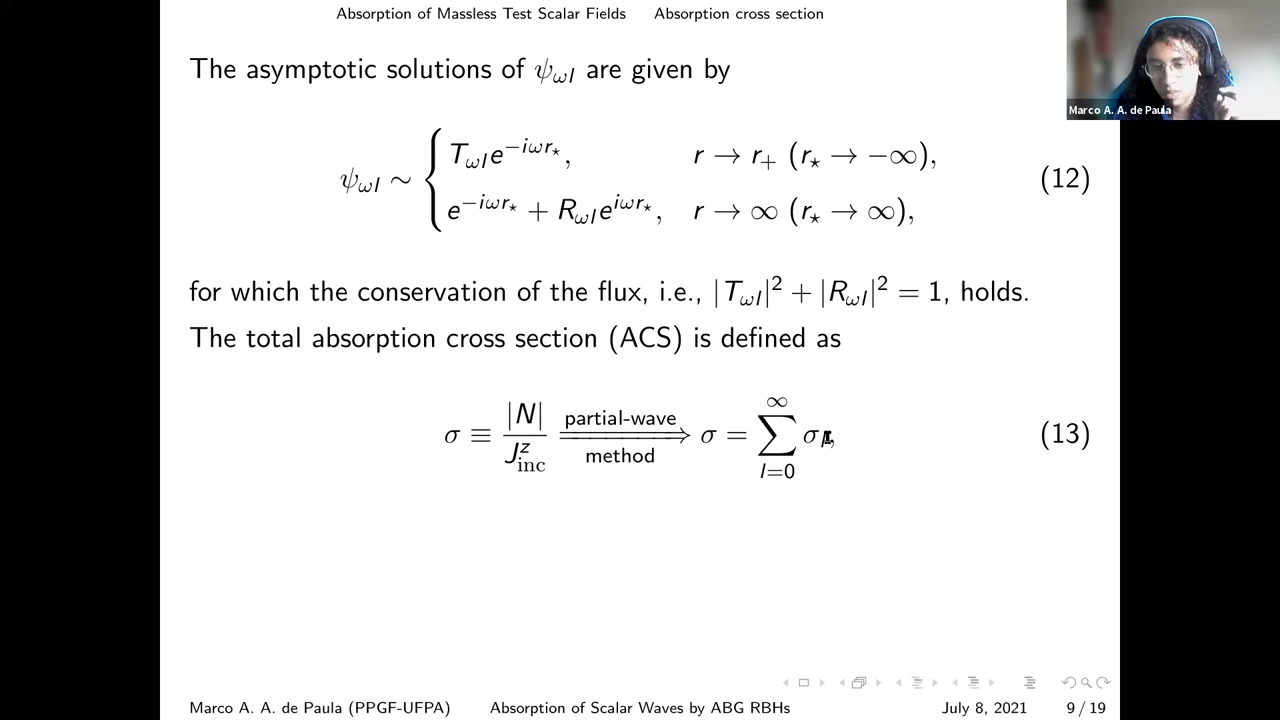 Absorption of Massless Test Scalar Fields Absorption cross section
Marco A. A. de Paula
The asymptotic solutions of ψ_ωl are given by
ψ_ωl ∼ { T_ωl e^{−iωr⋆}, r → r₊ (r⋆ → −∞),
e^{−iωr⋆} + R_ωl e^{iωr⋆}, r → ∞ (r⋆ → ∞), (12)
for which the conservation of the flux, i.e., |T_ωl|² + |R_ωl|² = 1, holds.
The total absorption cross section (ACS) is defined as
σ ≡ |N| / J^z_inc =partial-wave method⇒ σ = ∑_{l=0}^{∞} σ_l, (13)
Marco A. A. de Paula (PPGF-UFPA) Absorption of Scalar Waves by ABG RBHs July 8, 2021 9 / 19